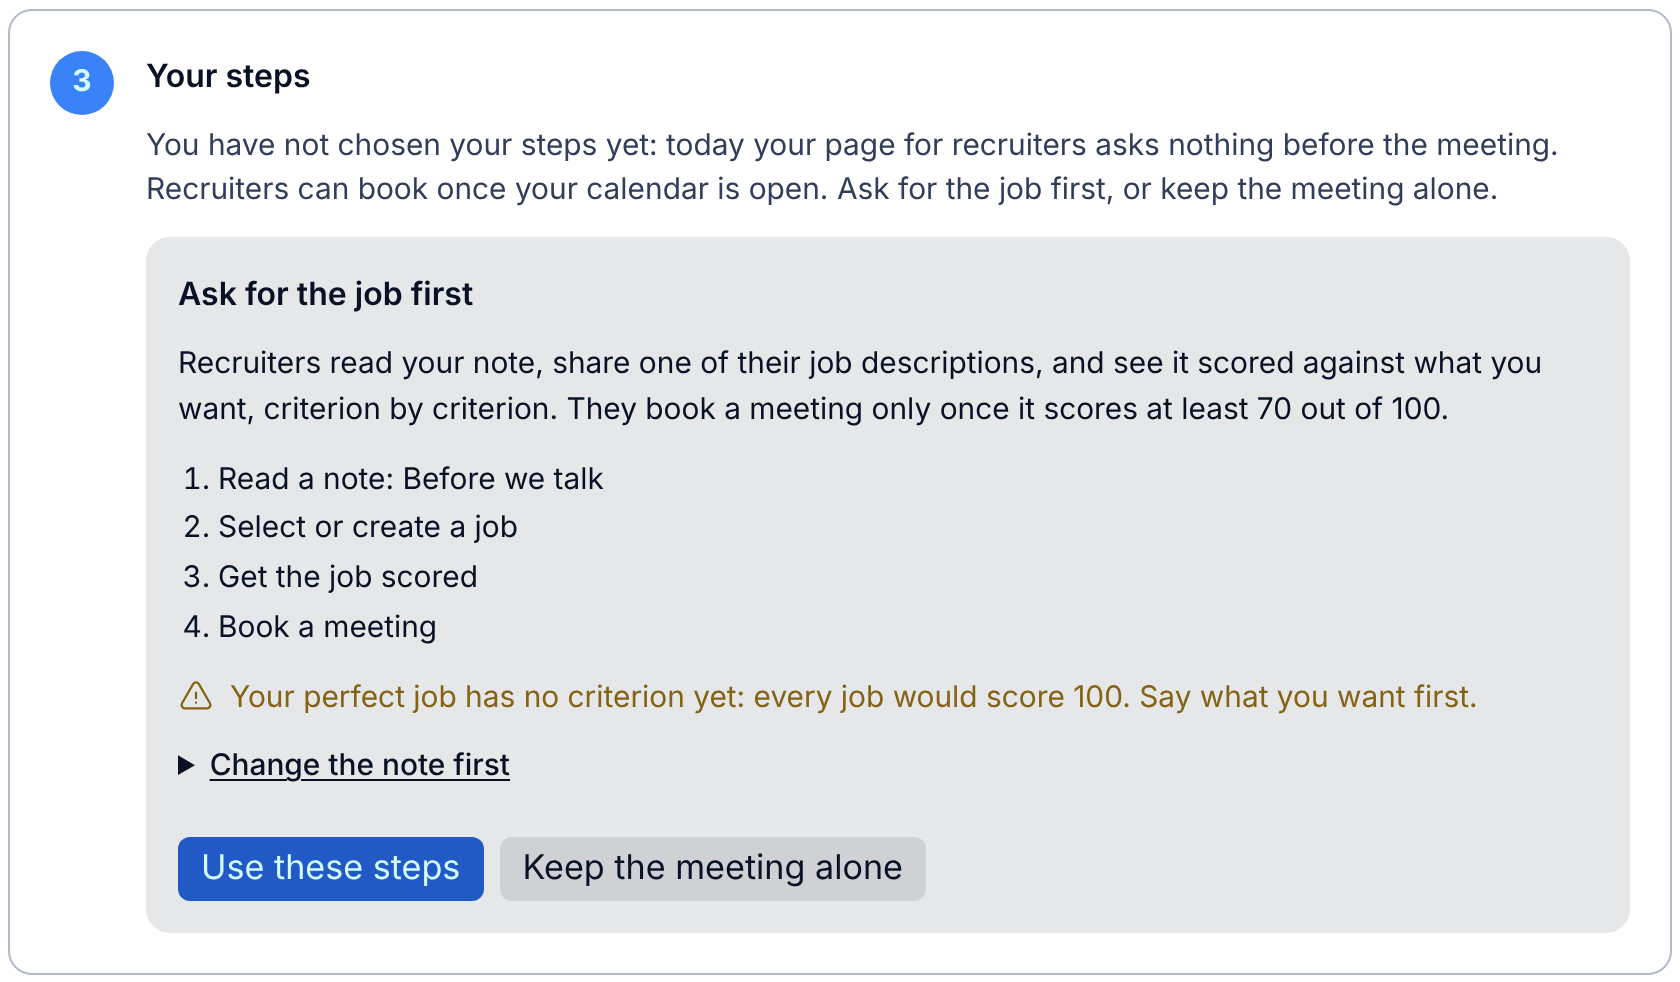 3
Your steps
You have not chosen your steps yet: today your page for recruiters asks nothing before the meeting.
Recruiters can book once your calendar is open. Ask for the job first, or keep the meeting alone.
Ask for the job first
Recruiters read your note, share one of their job descriptions, and see it scored against what you
want, criterion by criterion. They book a meeting only once it scores at least 70 out of 100.
1. Read a note: Before we talk
2. Select or create a job
3. Get the job scored
4. Book a meeting
Your perfect job has no criterion yet: every job would score 100. Say what you want first.
Change the note first
Use these steps
Keep the meeting alone